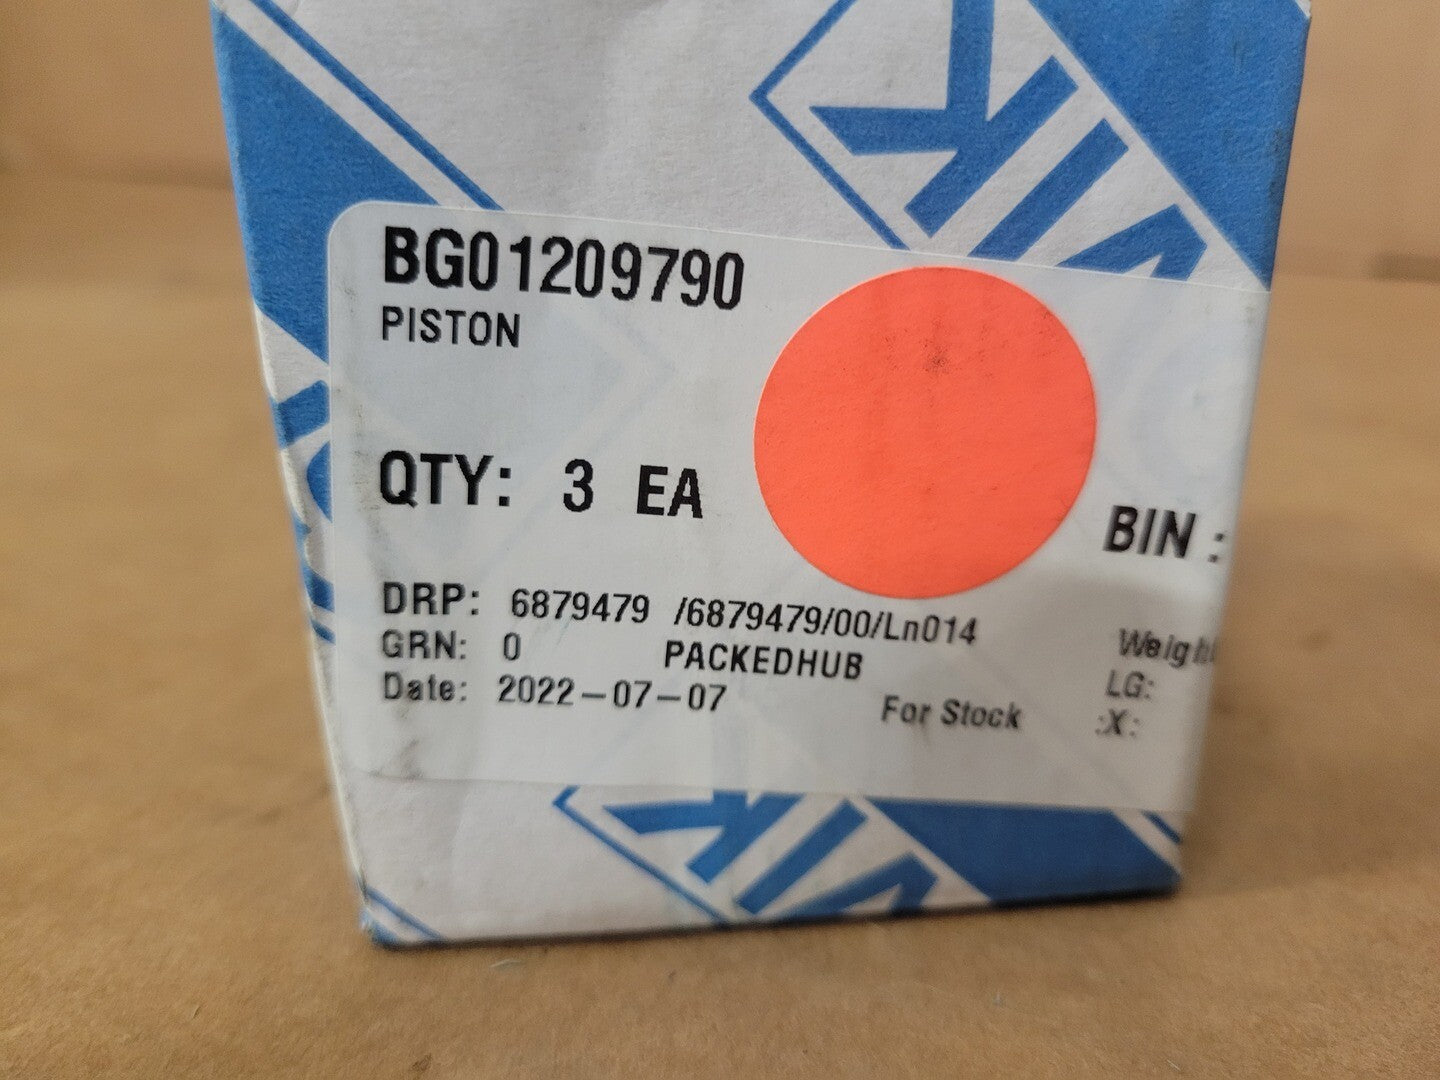 BG01209790
PISTON
QTY: 3 EA
BIN :
DRP: 6879479 /6879479/00/Ln014
GRN: 0 PACKEDHUB
Date: 2022-07-07
For Stock
Weight
LG:
:X: